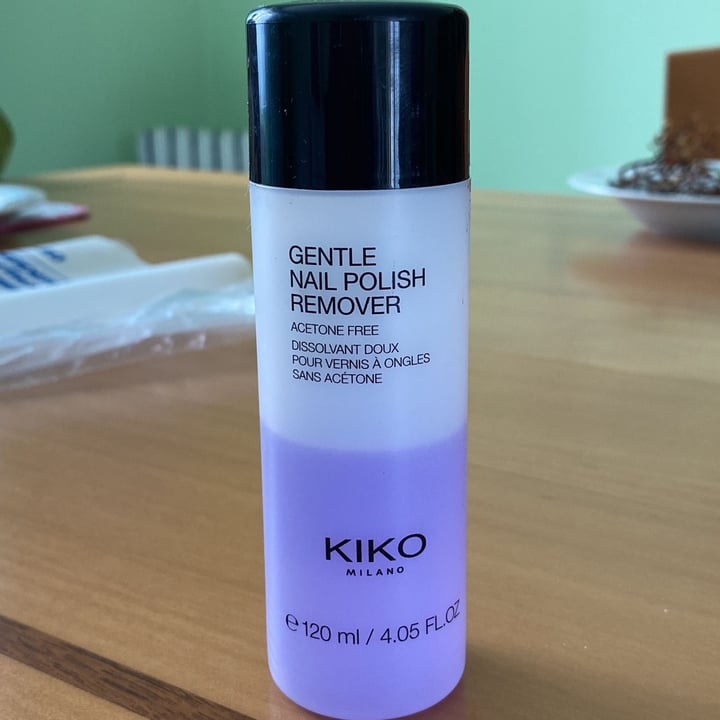 GENTLE
NAIL POLISH
REMOVER
ACETONE FREE
DISSOLVANT DOUX
POUR VERNIS À ONGLES
SANS ACÉTONE
KIKO
MILANO
℮ 120 ml / 4.05 FL.OZ